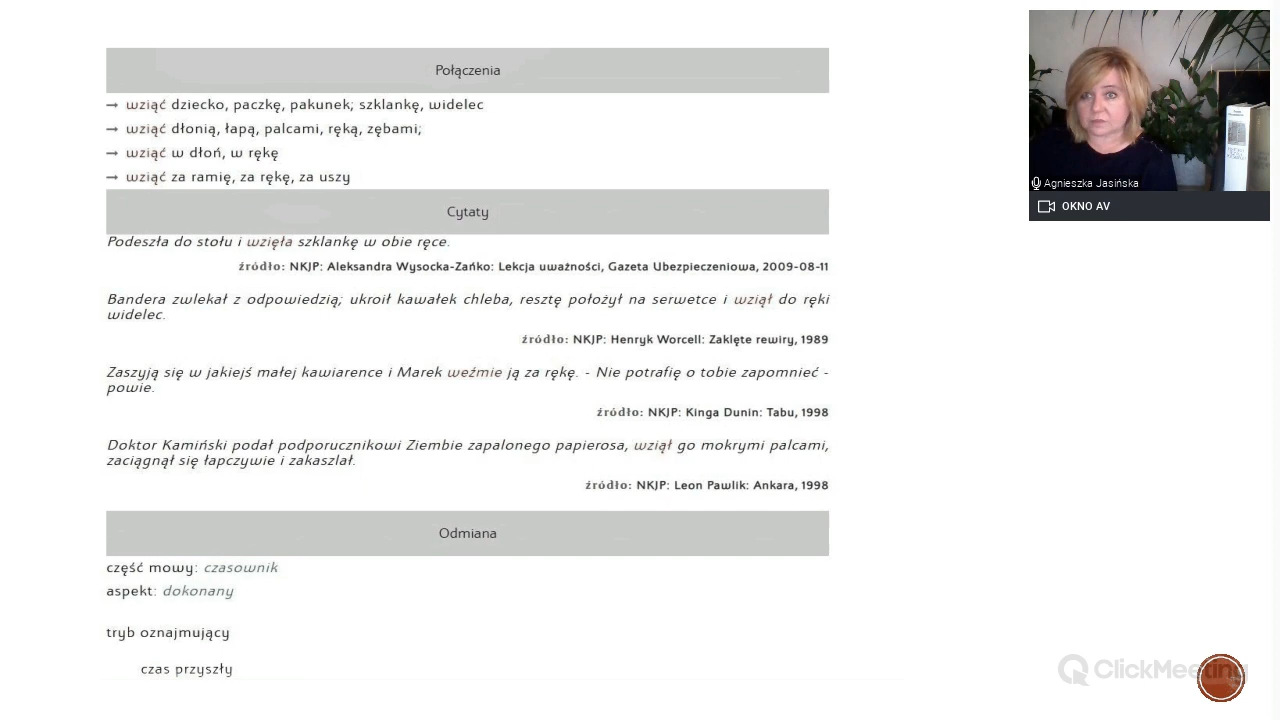 Połączenia
→ wziąć dziecko, paczkę, pakunek; szklankę, widelec
→ wziąć dłonią, łapą, palcami, ręką, zębami;
→ wziąć w dłoń, w rękę
→ wziąć za ramię, za rękę, za uszy
Cytaty
Podeszła do stołu i wzięła szklankę w obie ręce.
źródło: NKJP: Aleksandra Wysocka-Zańko: Lekcja uważności, Gazeta Ubezpieczeniowa, 2009-08-11
Bandera zwlekał z odpowiedzią; ukroił kawałek chleba, resztę położył na serwetce i wziął do ręki
widelec.
źródło: NKJP: Henryk Worcell: Zaklęte rewiry, 1989
Zaszyją się w jakiejś małej kawiarence i Marek weźmie ją za rękę. - Nie potrafię o tobie zapomnieć -
powie.
źródło: NKJP: Kinga Dunin: Tabu, 1998
Doktor Kamiński podał podporucznikowi Ziembie zapalonego papierosa, wziął go mokrymi palcami,
zaciągnął się łapczywie i zakaszlał.
źródło: NKJP: Leon Pawlik: Ankara, 1998
Odmiana
część mowy: czasownik
aspekt: dokonany
tryb oznajmujący
czas przyszły
Agnieszka Jasińska
OKNO AV
ClickMeeting